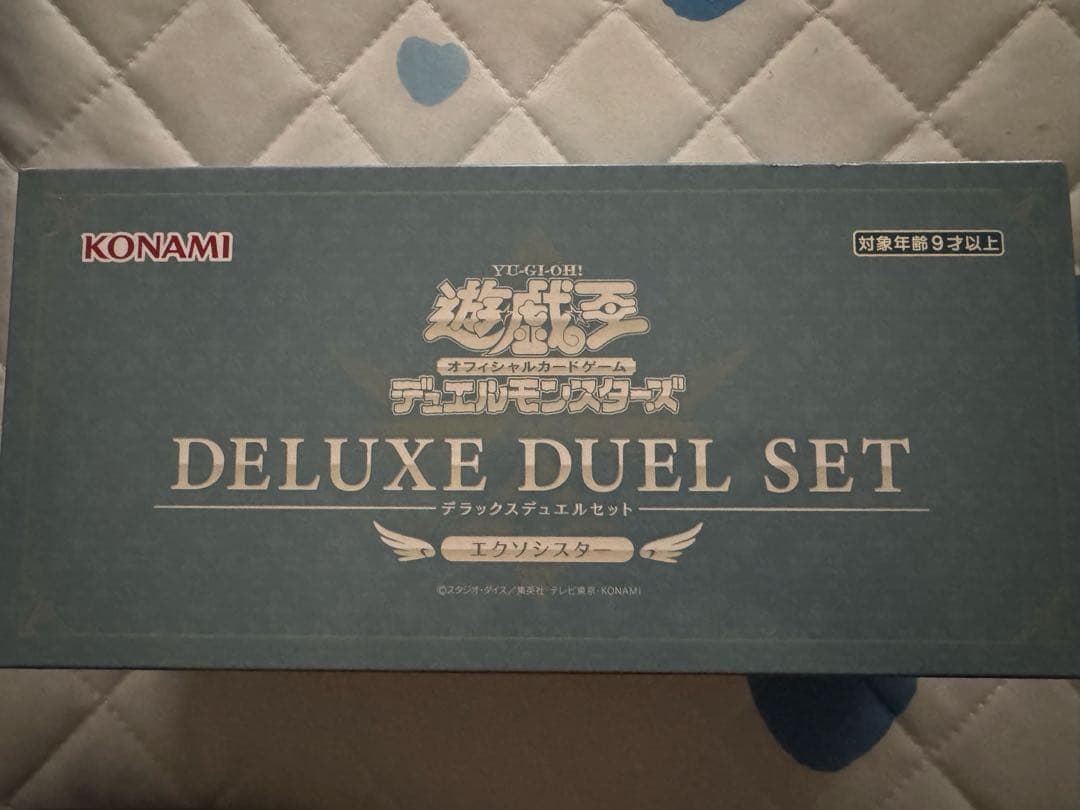 KONAMI
対象年齢9才以上
YU-GI-OH!
遊戯王
オフィシャルカードゲーム
デュエルモンスターズ
DELUXE DUEL SET
デラックスデュエルセット
エクソシスター
©スタジオ・ダイス/集英社・テレビ東京・KONAMI